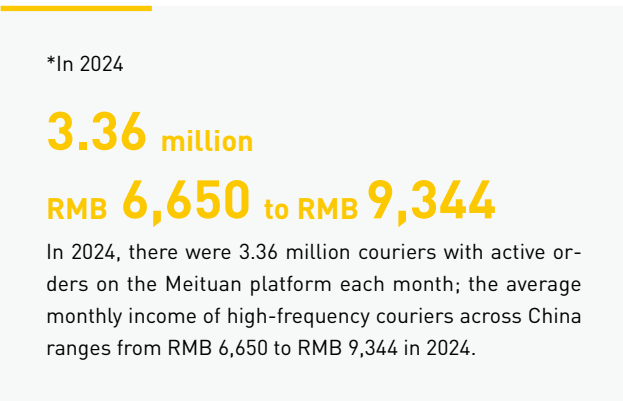 *In 2024
3.36 million
RMB 6,650 to RMB 9,344
In 2024, there were 3.36 million couriers with active or-
ders on the Meituan platform each month; the average
monthly income of high-frequency couriers across China
ranges from RMB 6,650 to RMB 9,344 in 2024.